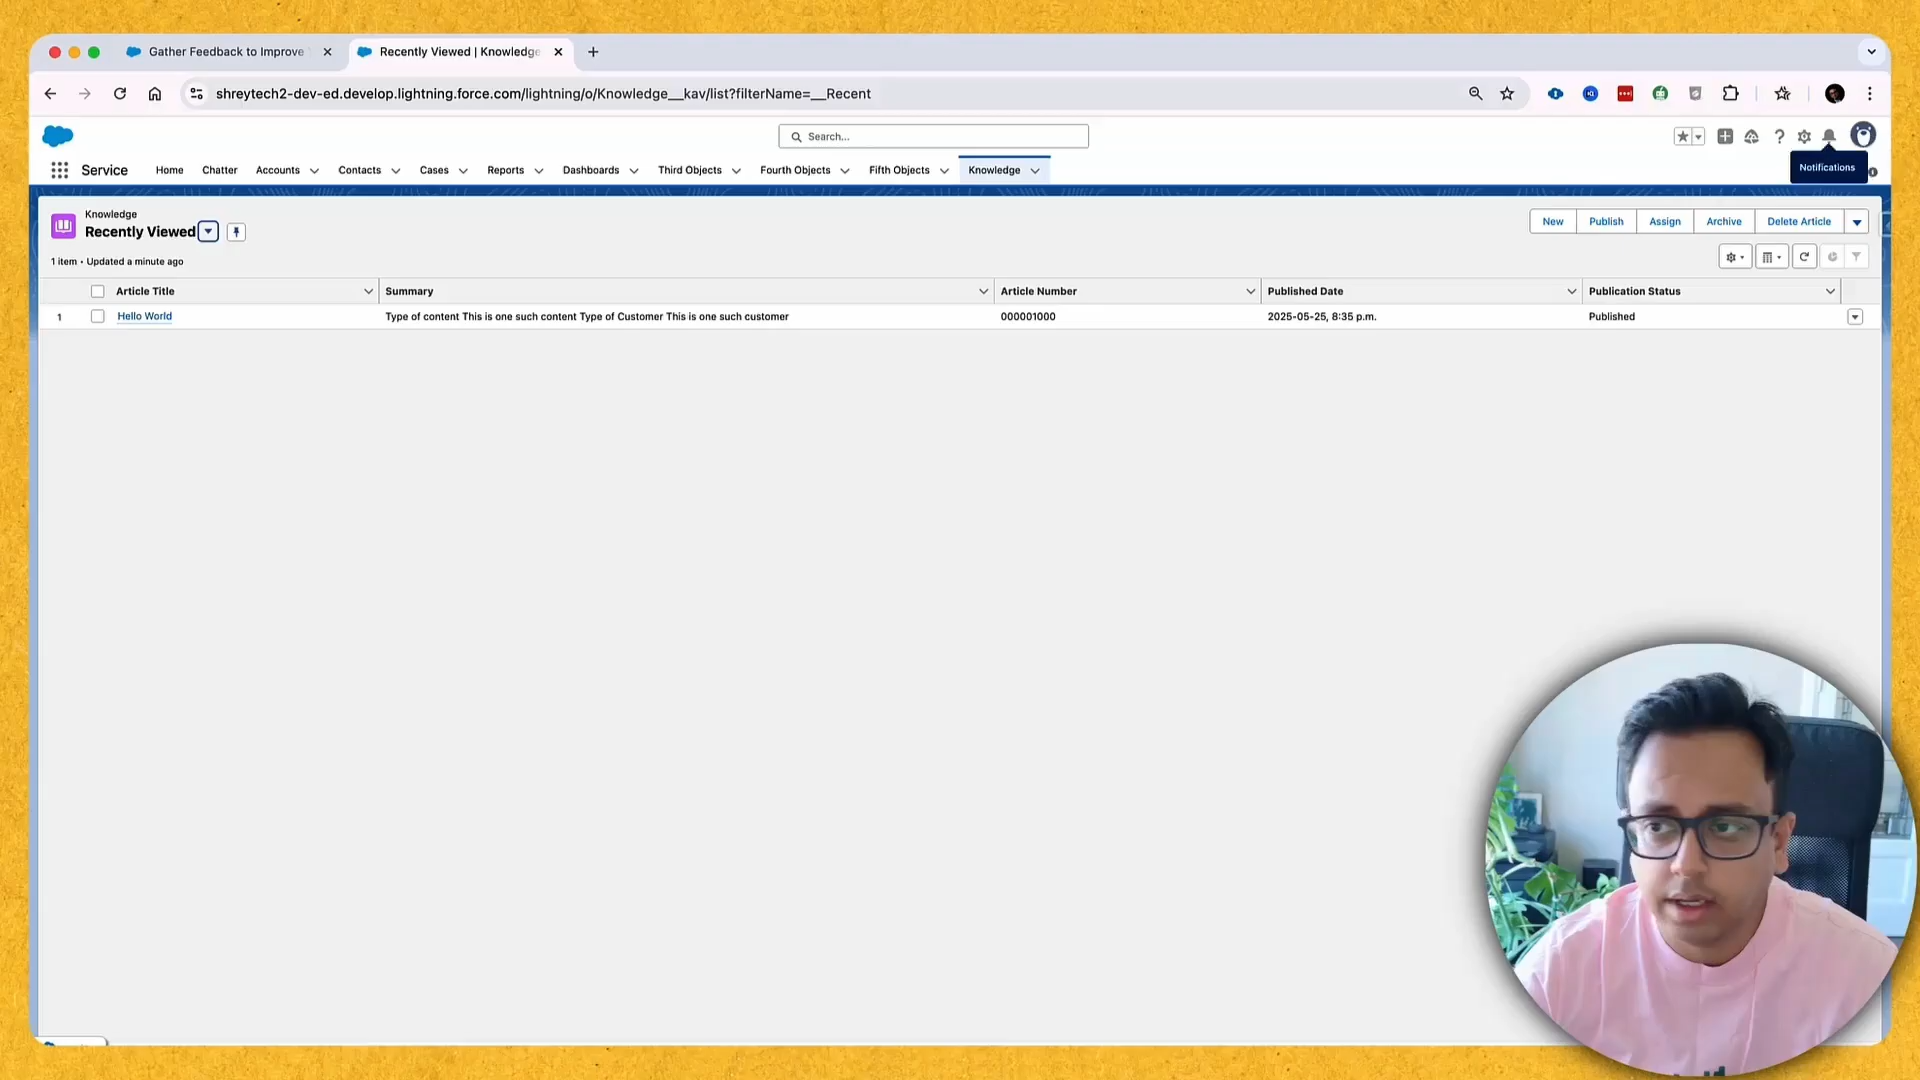 Gather Feedback to Improve
Recently Viewed | Knowledge
shreytech2-dev-ed.develop.lightning.force.com/lightning/o/Knowledge__kav/list?filterName=__Recent
Search...
Service Home Chatter Accounts Contacts Cases Reports Dashboards Third Objects Fourth Objects Fifth Objects Knowledge
Notifications
Knowledge
Recently Viewed
New Publish Assign Archive Delete Article
1 item • Updated a minute ago
Article Title Summary Article Number Published Date Publication Status
1 Hello World Type of content This is one such content Type of Customer This is one such customer 000001000 2025-05-25, 8:35 p.m. Published